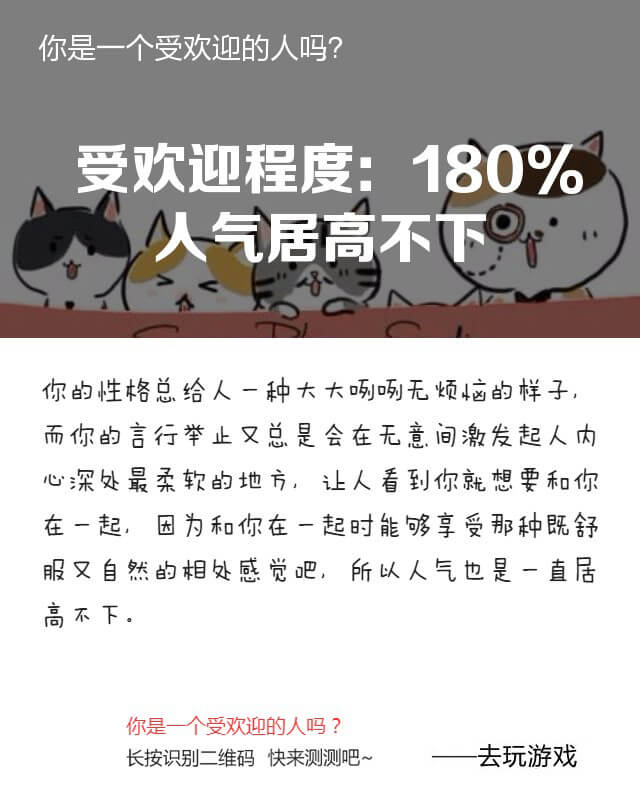 你是一个受欢迎的人吗?
受欢迎程度: 180%
人气居高不下
你的性格总给人一种大大咧咧无烦恼的样子,
而你的言行举止又总是会在无意间激发起人内
心深处最柔软的地方, 让人看到你就想要和你
在一起, 因为和你在一起时能够享受那种既舒
服又自然的相处感觉吧, 所以人气也是一直居
高不下。
你是一个受欢迎的人吗？
长按识别二维码 快来测测吧~
——去玩游戏